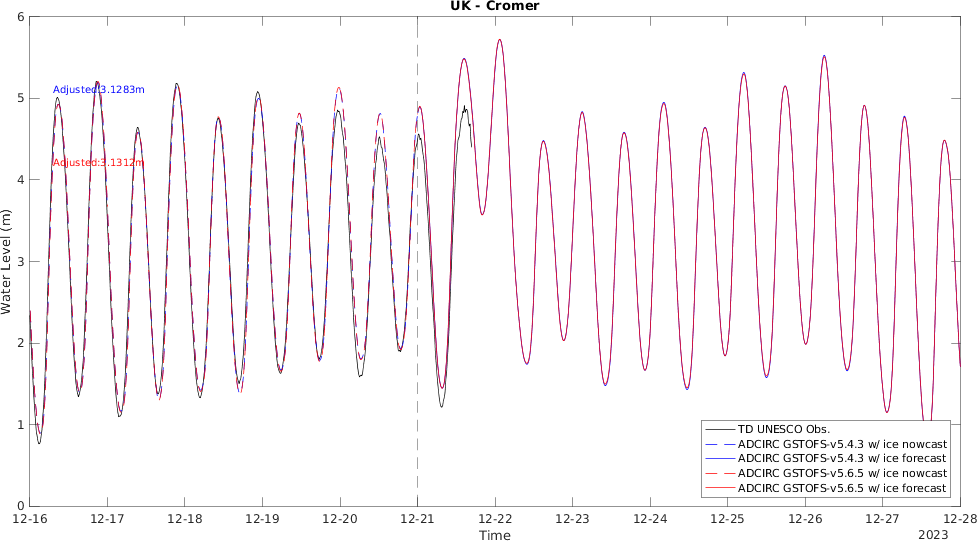 UK - Cromer
6
5
4
3
2
1
0
Water Level (m)
Adjusted:3.1283m
Adjusted:3.1312m
TD UNESCO Obs.
ADCIRC GSTOFS-v5.4.3 w/ ice nowcast
ADCIRC GSTOFS-v5.4.3 w/ ice forecast
ADCIRC GSTOFS-v5.6.5 w/ ice nowcast
ADCIRC GSTOFS-v5.6.5 w/ ice forecast
12-16 12-17 12-18 12-19 12-20 12-21 12-22 12-23 12-24 12-25 12-26 12-27 12-28
Time
2023